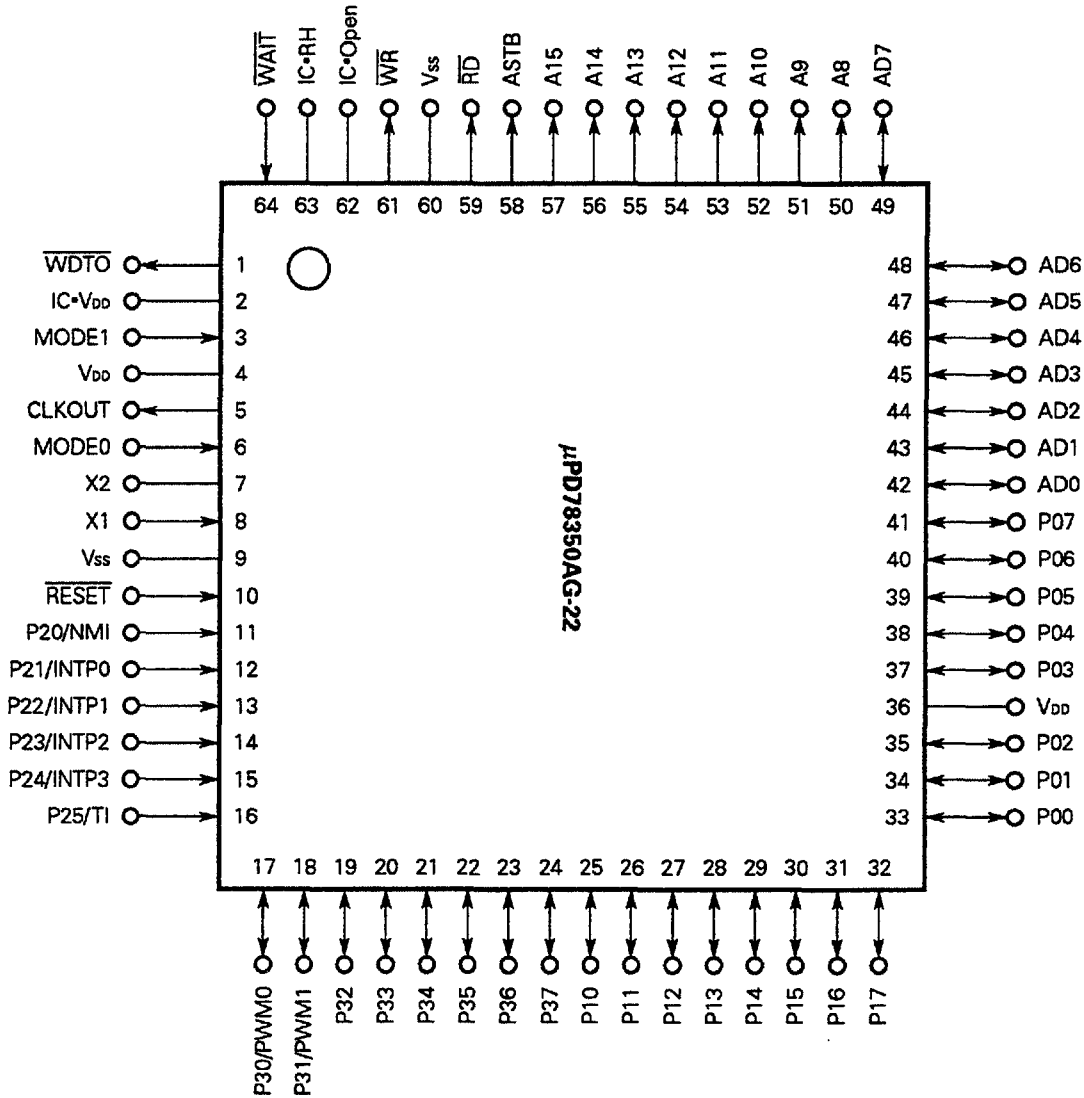 WAIT
IC•RH
IC•Open
WR
Vss
RD
ASTB
A15
A14
A13
A12
A11
A10
A9
A8
AD7
64 63 62 61 60 59 58 57 56 55 54 53 52 51 50 49
WDTO 1
IC•VDD 2
MODE1 3
VDD 4
CLKOUT 5
MODE0 6
X2 7
X1 8
Vss 9
RESET 10
P20/NMI 11
P21/INTP0 12
P22/INTP1 13
P23/INTP2 14
P24/INTP3 15
P25/TI 16
μPD78350AG-22
48 AD6
47 AD5
46 AD4
45 AD3
44 AD2
43 AD1
42 AD0
41 P07
40 P06
39 P05
38 P04
37 P03
36 VDD
35 P02
34 P01
33 P00
17 18 19 20 21 22 23 24 25 26 27 28 29 30 31 32
P30/PWM0
P31/PWM1
P32
P33
P34
P35
P36
P37
P10
P11
P12
P13
P14
P15
P16
P17